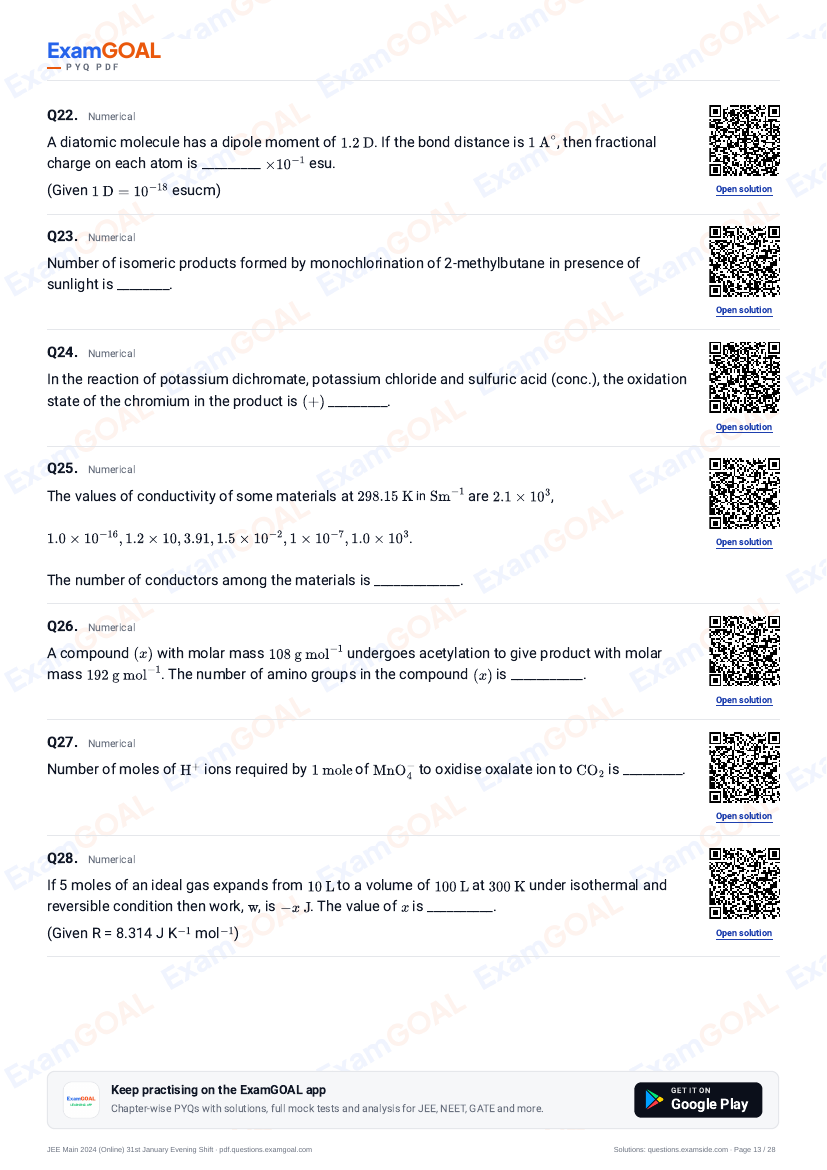 ExamGOAL
PYQ PDF
Q22. Numerical
A diatomic molecule has a dipole moment of 1.2 D. If the bond distance is 1 A°, then fractional
charge on each atom is _________ ×10⁻¹ esu.
(Given 1 D = 10⁻¹⁸ esucm)
Open solution
Q23. Numerical
Number of isomeric products formed by monochlorination of 2-methylbutane in presence of
sunlight is ________.
Open solution
Q24. Numerical
In the reaction of potassium dichromate, potassium chloride and sulfuric acid (conc.), the oxidation
state of the chromium in the product is (+) _________.
Open solution
Q25. Numerical
The values of conductivity of some materials at 298.15 K in Sm⁻¹ are 2.1 × 10³,
1.0 × 10⁻¹⁶, 1.2 × 10, 3.91, 1.5 × 10⁻², 1 × 10⁻⁷, 1.0 × 10³.
The number of conductors among the materials is _____________.
Open solution
Q26. Numerical
A compound (x) with molar mass 108 g mol⁻¹ undergoes acetylation to give product with molar
mass 192 g mol⁻¹. The number of amino groups in the compound (x) is ___________.
Open solution
Q27. Numerical
Number of moles of H⁺ ions required by 1 mole of MnO₄⁻ to oxidise oxalate ion to CO₂ is _________.
Open solution
Q28. Numerical
If 5 moles of an ideal gas expands from 10 L to a volume of 100 L at 300 K under isothermal and
reversible condition then work, w, is −x J. The value of x is __________.
(Given R = 8.314 J K⁻¹ mol⁻¹)
Open solution
Keep practising on the ExamGOAL app
Chapter-wise PYQs with solutions, full mock tests and analysis for JEE, NEET, GATE and more.
GET IT ON
Google Play
JEE Main 2024 (Online) 31st January Evening Shift · pdf.questions.examgoal.com
Solutions: questions.examside.com · Page 13 / 28